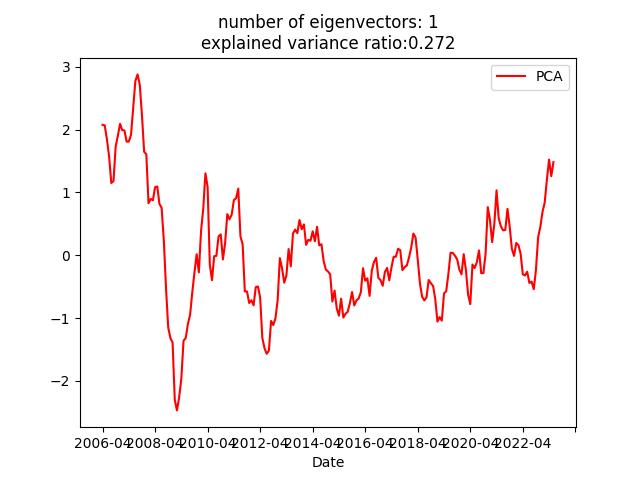 number of eigenvectors: 1
explained variance ratio:0.272
PCA
3
2
1
0
−1
−2
2006-04 2008-04 2010-04 2012-04 2014-04 2016-04 2018-04 2020-04 2022-04
Date